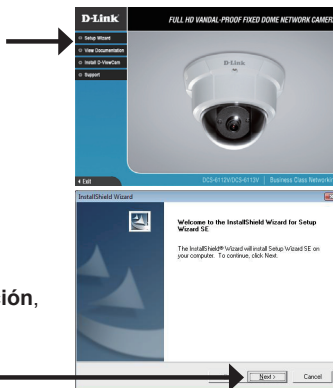 D-Link
FULL HD VANDAL-PROOF FIXED DOME NETWORK CAMERA
Setup Wizard
View Documentation
Install D-ViewCam
Support
D-Link
Exit
DCS-6112V/DCS-6113V | Business Class Networking
InstallShield Wizard
Welcome to the InstallShield Wizard for Setup
Wizard SE
The InstallShield® Wizard will install Setup Wizard SE on
your computer. To continue, click Next.
sión,
Next >
Cancel